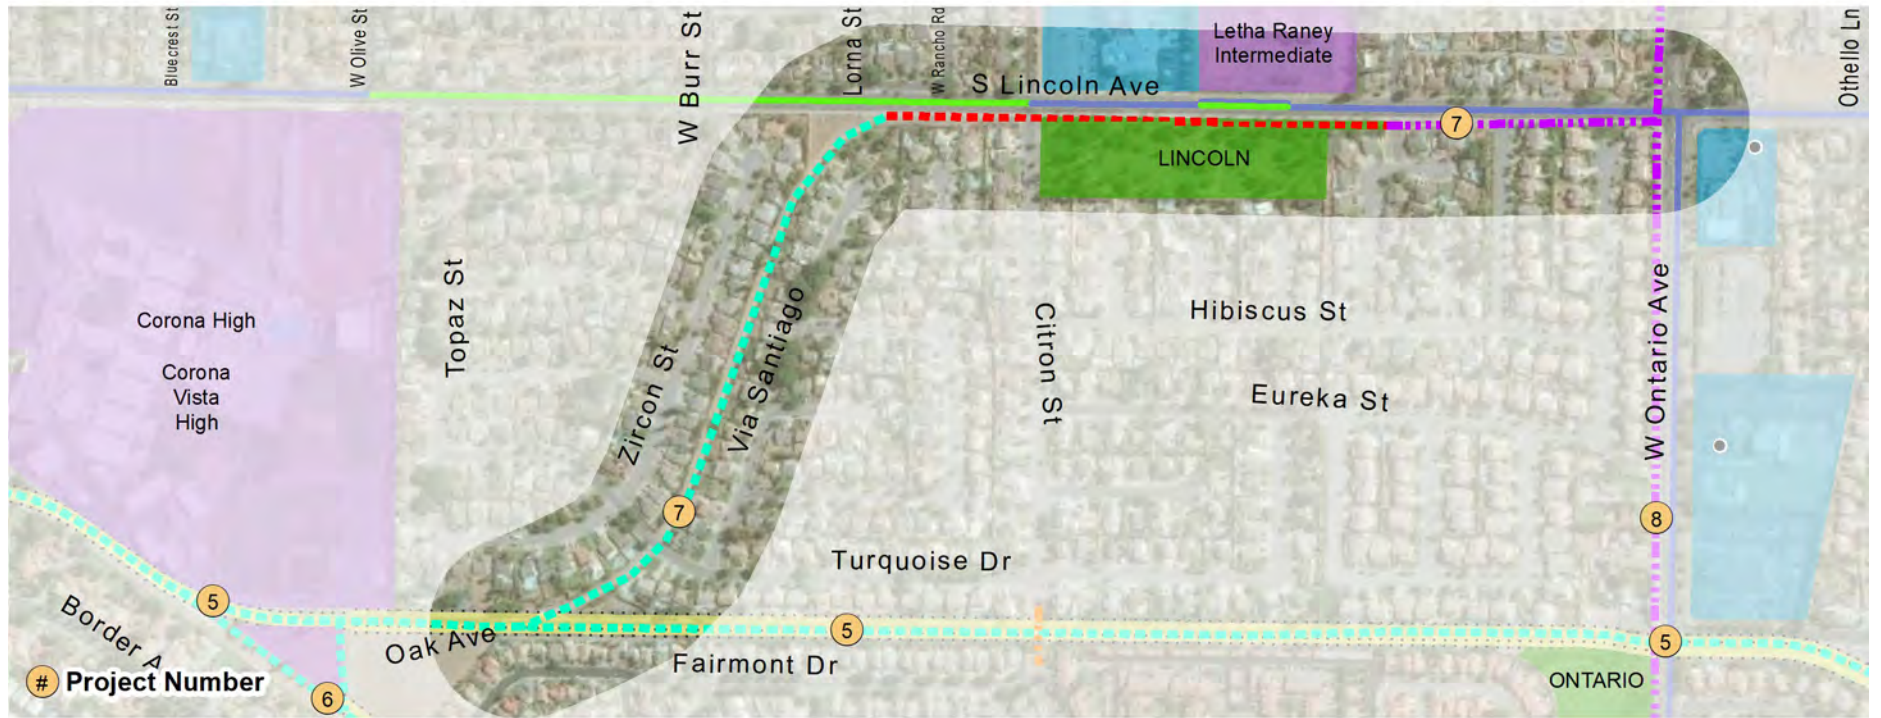 Bluecrest St
W Olive St
W Burr St
Lorna St
W Rancho Rd
Letha Raney
Intermediate
Othello Ln
S Lincoln Ave
7
LINCOLN
Corona High
Corona
Vista
High
Topaz St
Zircon St
Via Santiago
Citron St
Hibiscus St
Eureka St
W Ontario Ave
7
8
Turquoise Dr
5
5
5
Border A
Oak Ave
Fairmont Dr
ONTARIO
# Project Number
6